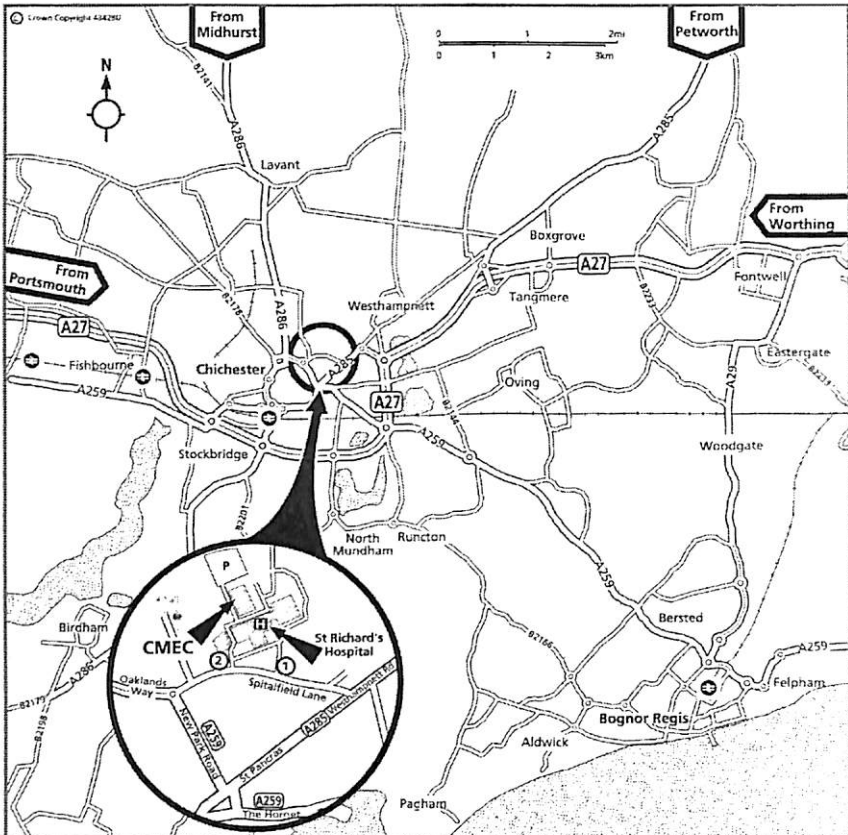 © Crown Copyright 43428U
From
Midhurst
From
Petworth
0 1 2mi
0 1 2 3km
N
B2141
A286
A285
Lavant
From
Worthing
Boxgrove
A27
Fontwell
From
Portsmouth
Tangmere
B2233
B2178
A286
Westhampnett
A27
Fishbourne
Chichester
A285
Eastergate
A259
Oving
A29
B2233
A27
B2144
A259
Woodgate
Stockbridge
B2201
North
Mundham
Runcton
A259
P
Birdham
CMEC
H
St Richard's
Hospital
B2166
Bersted
A286
2
1
A259
Oaklands
Way
Spitalfield Lane
Felpham
B2179
B2198
New Park Road
A259
A285
Westhampnett Rd
St Pancras
Bognor Regis
Aldwick
A259
The Hornet
Pagham